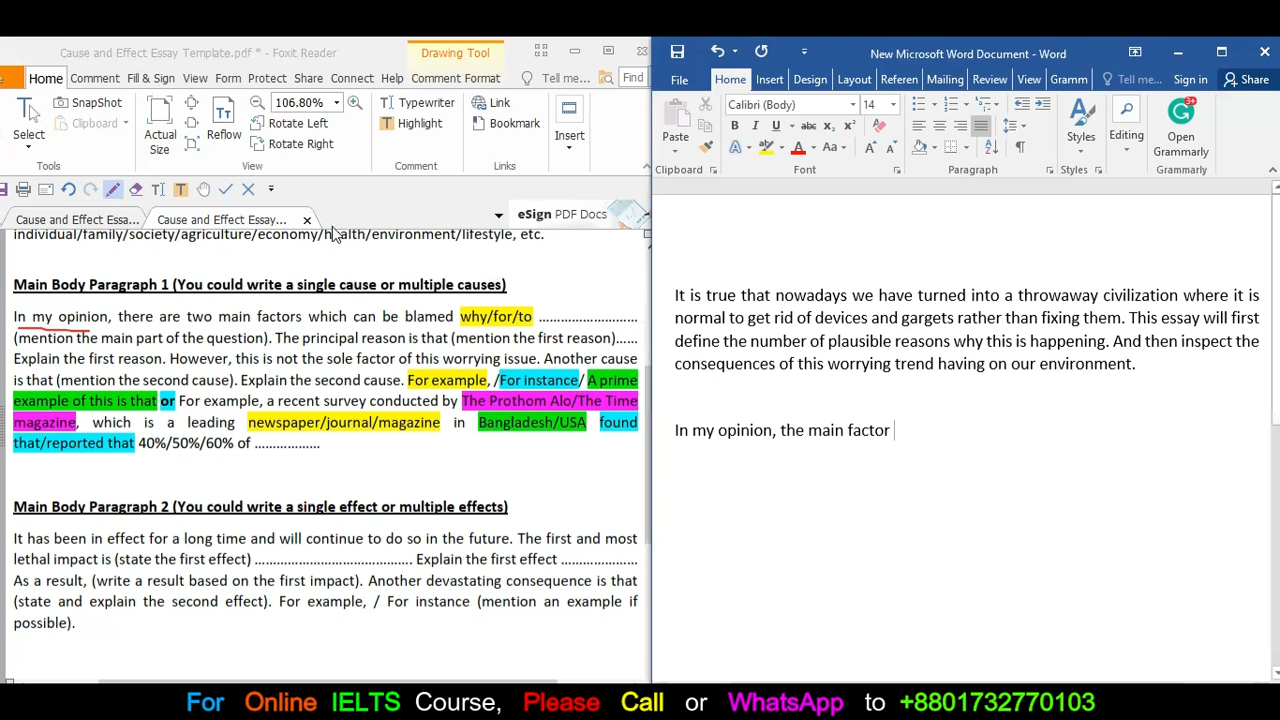 Cause and Effect Essay Template.pdf * - Foxit Reader
Drawing Tool
Home Comment Fill & Sign View Form Protect Share Connect Help Comment Format Tell me... Find
Select
SnapShot
Clipboard
Tools
Actual Size
Reflow
106.80%
Rotate Left
Rotate Right
View
Typewriter
Highlight
Comment
Link
Bookmark
Links
Insert
Cause and Effect Essa...
Cause and Effect Essay...
eSign PDF Docs
individual/family/society/agriculture/economy/health/environment/lifestyle, etc.
Main Body Paragraph 1 (You could write a single cause or multiple causes)
In my opinion, there are two main factors which can be blamed why/for/to ...........................
(mention the main part of the question). The principal reason is that (mention the first reason)......
Explain the first reason. However, this is not the sole factor of this worrying issue. Another cause
is that (mention the second cause). Explain the second cause. For example, /For instance/ A prime
example of this is that or For example, a recent survey conducted by The Prothom Alo/The Time
magazine, which is a leading newspaper/journal/magazine in Bangladesh/USA found
that/reported that 40%/50%/60% of ..................
Main Body Paragraph 2 (You could write a single effect or multiple effects)
It has been in effect for a long time and will continue to do so in the future. The first and most
lethal impact is (state the first effect) .......................................... Explain the first effect .....................
As a result, (write a result based on the first impact). Another devastating consequence is that
(state and explain the second effect). For example, / For instance (mention an example if
possible).
New Microsoft Word Document - Word
File Home Insert Design Layout Referen Mailing Review View Gramm Tell me... Sign in Share
Paste
Clipboard
Calibri (Body) 14
B I U abc x₂ x²
A Aa A A
Font
Paragraph
Styles
Styles
Editing
Open Grammarly
Grammarly
It is true that nowadays we have turned into a throwaway civilization where it is
normal to get rid of devices and gargets rather than fixing them. This essay will first
define the number of plausible reasons why this is happening. And then inspect the
consequences of this worrying trend having on our environment.
In my opinion, the main factor
For Online IELTS Course, Please Call or WhatsApp to +8801732770103